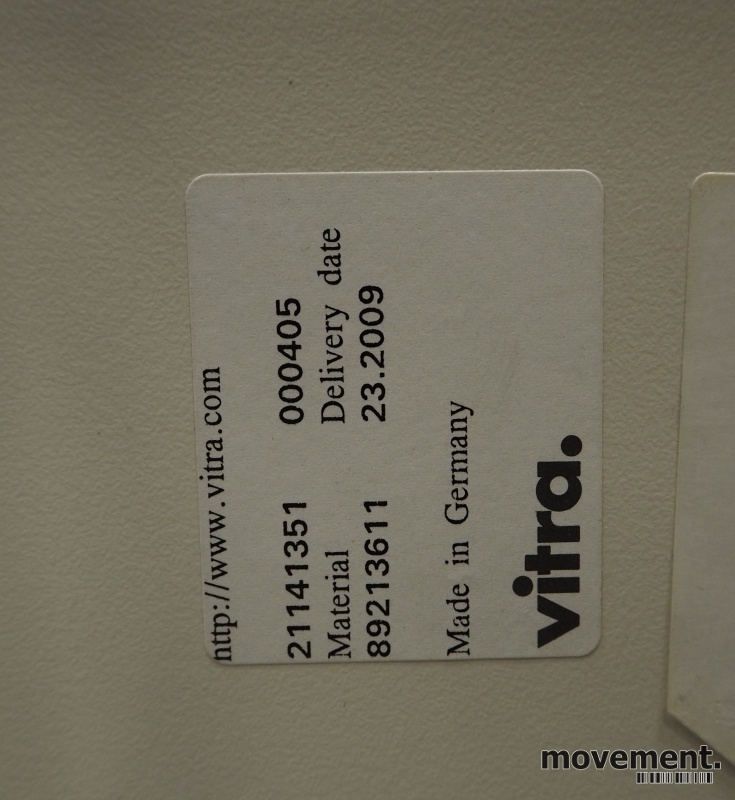 http://www.vitra.com
21141351 000405
Material Delivery date
89213611 23.2009
Made in Germany
vitra.
movement.